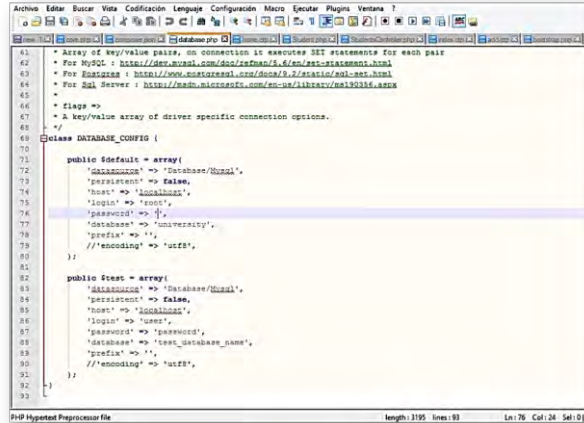 Archivo Editar Buscar Vista Codificación Lenguaje Configuración Macro Ejecutar Plugins Ventana ?
database.php
61 * Array of key/value pairs, on connection it executes SET statements for each pair
62 * For MySQL : http://dev.mysql.com/doc/refman/5.6/en/set-statement.html
63 * For Postgres : http://www.postgresql.org/docs/9.2/static/sql-set.html
64 * For Sql Server : http://msdn.microsoft.com/en-us/library/ms190356.aspx
65 *
66 * flags =>
67 * A key/value array of driver specific connection options.
68 */
69 class DATABASE_CONFIG {
70
71 public $default = array(
72 'datasource' => 'Database/Mysql',
73 'persistent' => false,
74 'host' => 'localhost',
75 'login' => 'root',
76 'password' => '',
77 'database' => 'university',
78 'prefix' => '',
79 //'encoding' => 'utf8',
80 );
81
82 public $test = array(
83 'datasource' => 'Database/Mysql',
84 'persistent' => false,
85 'host' => 'localhost',
86 'login' => 'user',
87 'password' => 'password',
88 'database' => 'test_database_name',
89 'prefix' => '',
90 //'encoding' => 'utf8',
91 );
92 }
93
PHP Hypertext Preprocessor file length : 3195 lines : 93 Ln : 76 Col : 24 Sel : 0